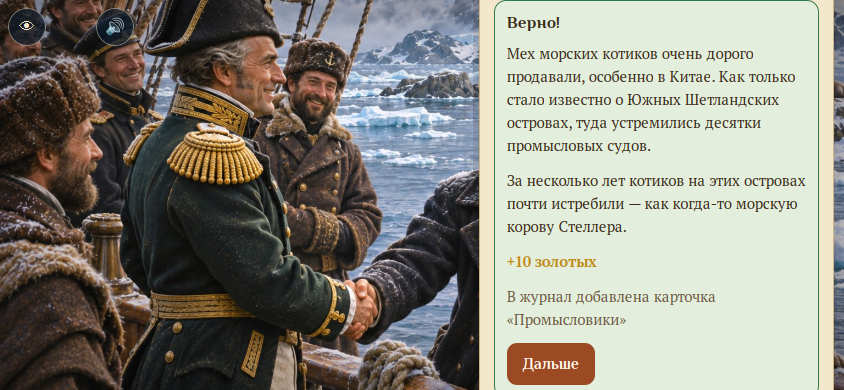 Верно!
Мех морских котиков очень дорого
продавали, особенно в Китае. Как только
стало известно о Южных Шетландских
островах, туда устремились десятки
промысловых судов.
За несколько лет котиков на этих островах
почти истребили — как когда-то морскую
корову Стеллера.
+10 золотых
В журнал добавлена карточка
«Промысловики»
Дальше